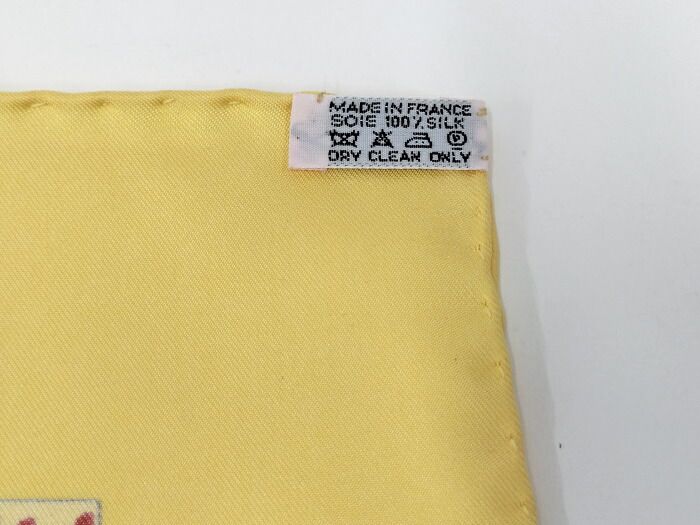 MADE IN FRANCE
SOIE 100% SILK
P
DRY CLEAN ONLY